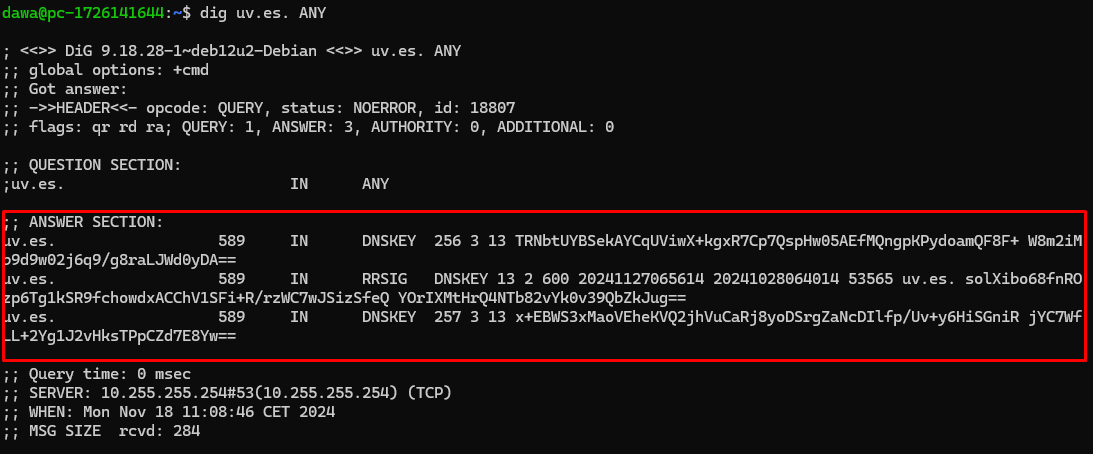 dawa@pc-1726141644:~$ dig uv.es. ANY
; <<>> DiG 9.18.28-1~deb12u2-Debian <<>> uv.es. ANY
;; global options: +cmd
;; Got answer:
;; ->>HEADER<<- opcode: QUERY, status: NOERROR, id: 18807
;; flags: qr rd ra; QUERY: 1, ANSWER: 3, AUTHORITY: 0, ADDITIONAL: 0
;; QUESTION SECTION:
;uv.es. IN ANY
;; ANSWER SECTION:
uv.es. 589 IN DNSKEY 256 3 13 TRNbtUYBSekAYCqUViwX+kgxR7Cp7QspHw05AEfMQngpKPydoamQF8F+ W8m2iM
o9d9w02j6q9/g8raLJWd0yDA==
uv.es. 589 IN RRSIG DNSKEY 13 2 600 20241127065614 20241028064014 53565 uv.es. solXibo68fnRO
zp6Tg1kSR9fchowdxACChV1SFi+R/rzWC7wJSizSfeQ YOrIXMtHrQ4NTb82vYk0v39QbZkJug==
uv.es. 589 IN DNSKEY 257 3 13 x+EBWS3xMaoVEheKVQ2jhVuCaRj8yoDSrgZaNcDIlfp/Uv+y6HiSGniR jYC7Wf
LL+2Yg1J2vHksTPpCZd7E8Yw==
;; Query time: 0 msec
;; SERVER: 10.255.255.254#53(10.255.255.254) (TCP)
;; WHEN: Mon Nov 18 11:08:46 CET 2024
;; MSG SIZE rcvd: 284